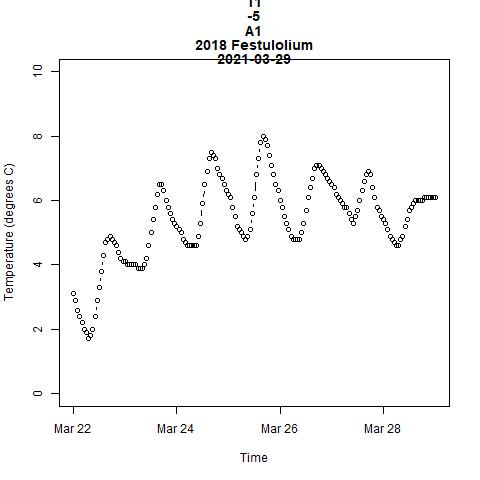 T1
-5
A1
2018 Festulolium
2021-03-29
Temperature (degrees C)
10
8
6
4
2
0
Mar 22
Mar 24
Mar 26
Mar 28
Time